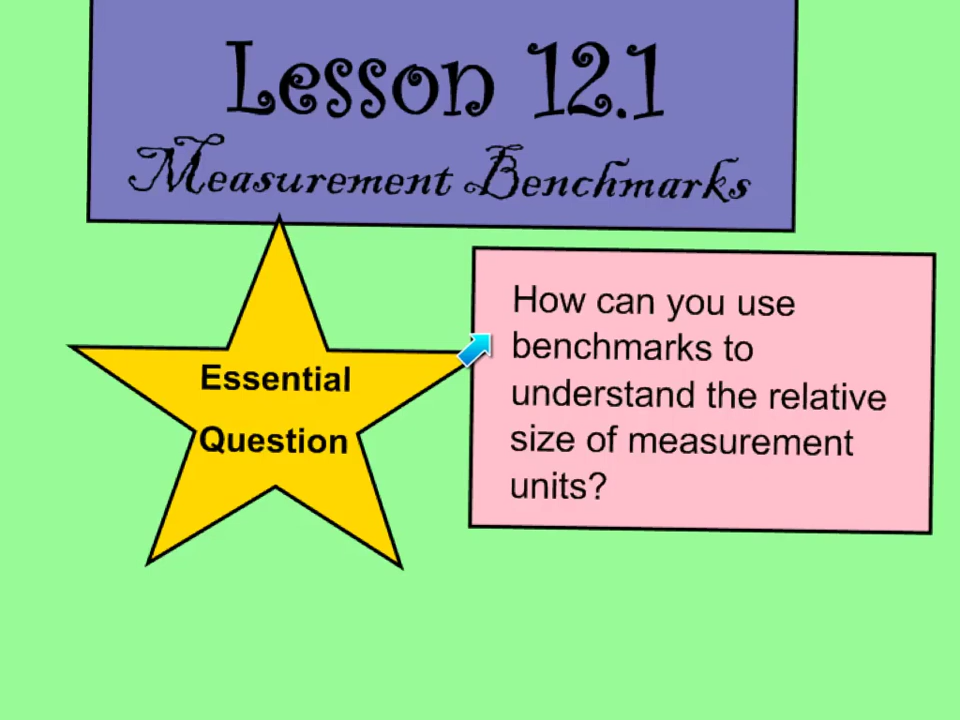 Lesson 12.1
Measurement Benchmarks
Essential
Question
How can you use
benchmarks to
understand the relative
size of measurement
units?